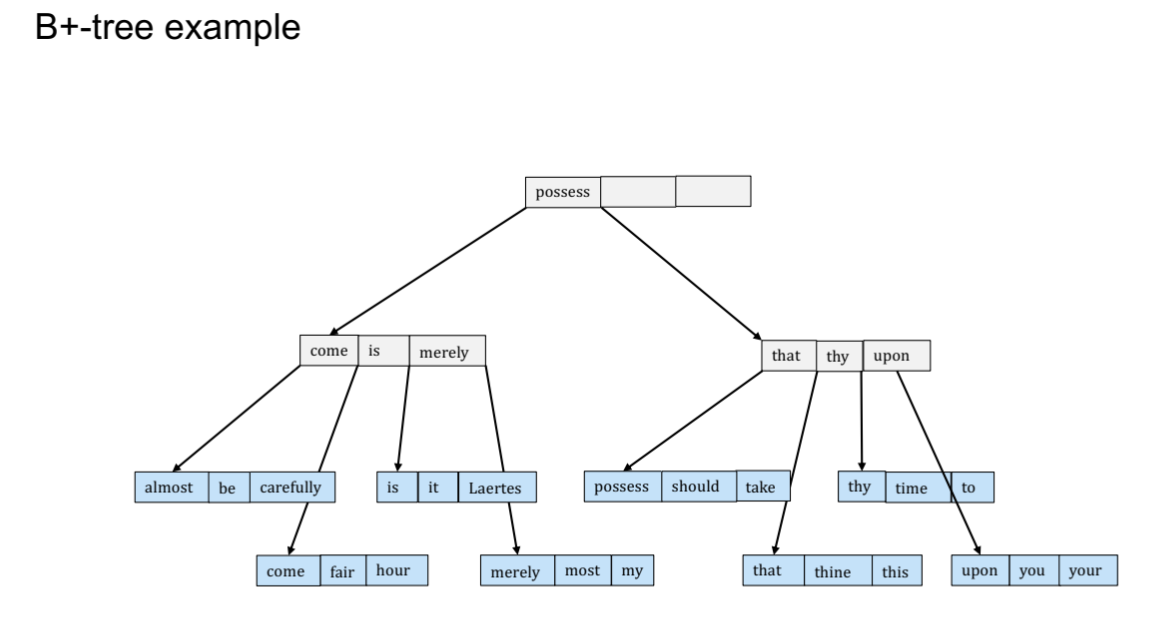 B+-tree example
possess
come is merely
that thy upon
almost be carefully
is it Laertes
possess should take
thy time to
come fair hour
merely most my
that thine this
upon you your